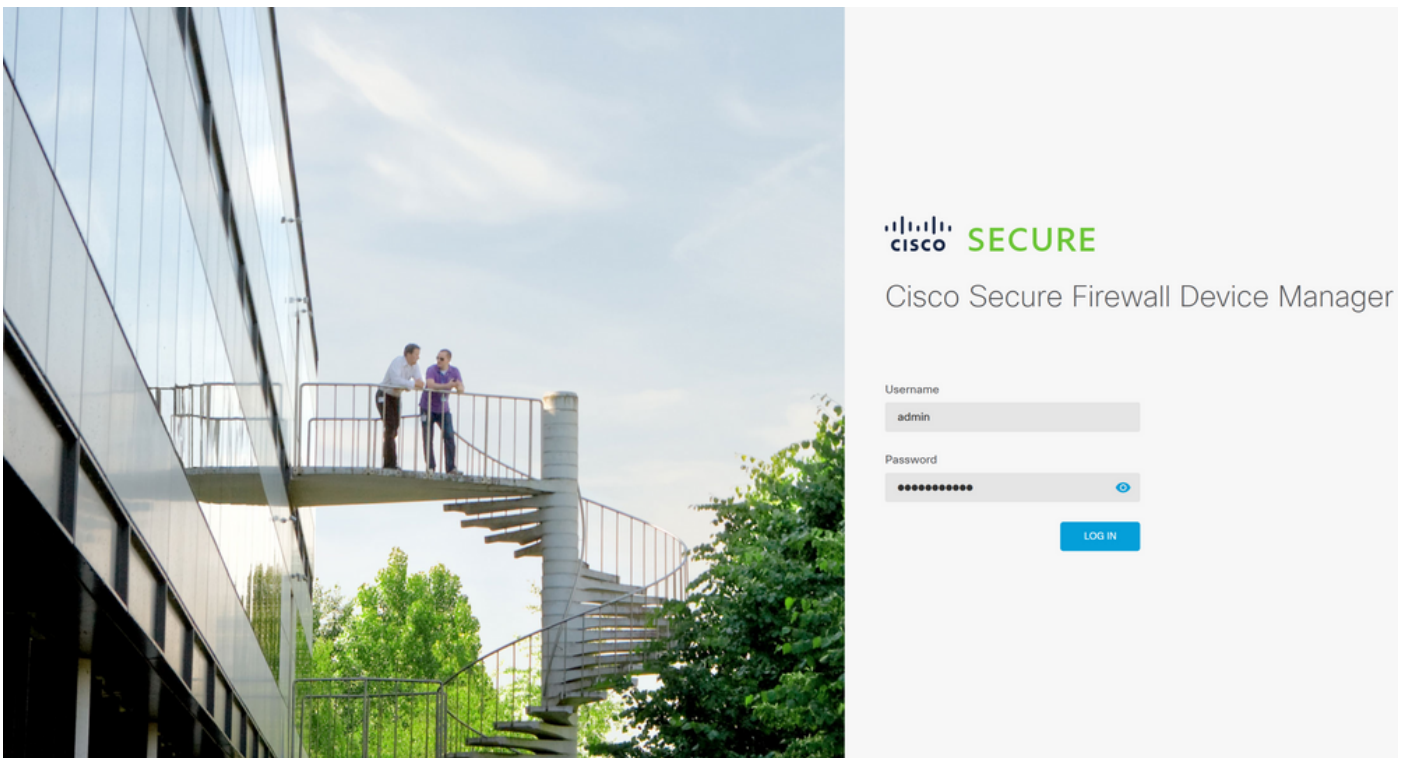 CISCO SECURE
Cisco Secure Firewall Device Manager
Username
admin
Password
LOG IN